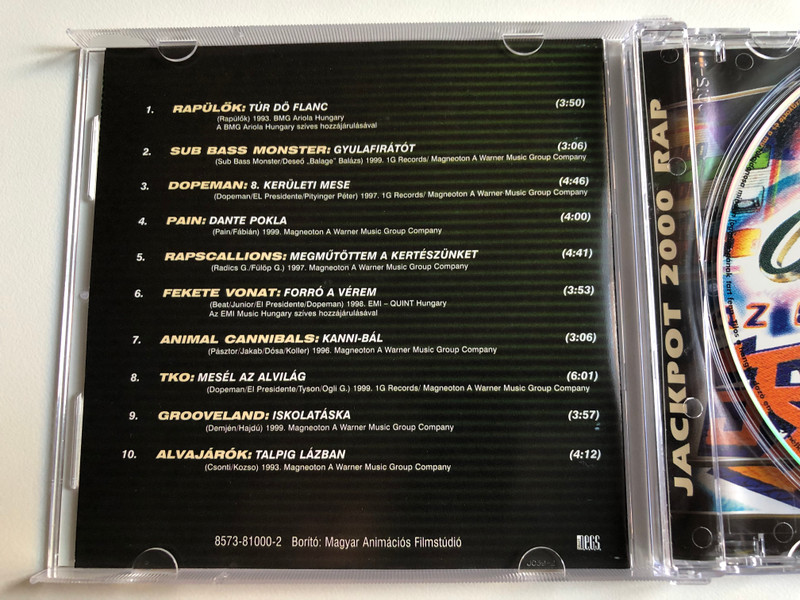 1. RAPÜLŐK: TÚR DŐ FLANC (3:50)
(Rapülők) 1993. BMG Ariola Hungary
A BMG Ariola Hungary szíves hozzájárulásával
2. SUB BASS MONSTER: GYULAFIRÁTÓT (3:06)
(Sub Bass Monster/Deseő „Balage” Balázs) 1999. 1G Records/ Magneoton A Warner Music Group Company
3. DOPEMAN: 8. KERÜLETI MESE (4:46)
(Dopeman/EL Presidente/Pityinger Péter) 1997. 1G Records/ Magneoton A Warner Music Group Company
4. PAIN: DANTE POKLA (4:00)
(Pain/Fábián) 1999. Magneoton A Warner Music Group Company
5. RAPSCALLIONS: MEGMŰTÖTTEM A KERTÉSZÜNKET (4:41)
(Radics G./Fülöp G.) 1997. Magneoton A Warner Music Group Company
6. FEKETE VONAT: FORRÓ A VÉREM (3:53)
(Beat/Junior/El Presidente/Dopeman) 1998. EMI – QUINT Hungary
Az EMI Music Hungary szíves hozzájárulásával
7. ANIMAL CANNIBALS: KANNI-BÁL (3:06)
(Pásztor/Jakab/Dósa/Koller) 1996. Magneoton A Warner Music Group Company
8. TKO: MESÉL AZ ALVILÁG (6:01)
(Dopeman/El Presidente/Tyson/Ogli G.) 1999. 1G Records/ Magneoton A Warner Music Group Company
9. GROOVELAND: ISKOLATÁSKA (3:57)
(Demjén/Hajdú) 1999. Magneoton A Warner Music Group Company
10. ALVAJÁRÓK: TALPIG LÁZBAN (4:12)
(Csonti/Kozso) 1993. Magneoton A Warner Music Group Company
8573-81000-2 Borító: Magyar Animációs Filmstúdió
JACKPOT 2000 RAP